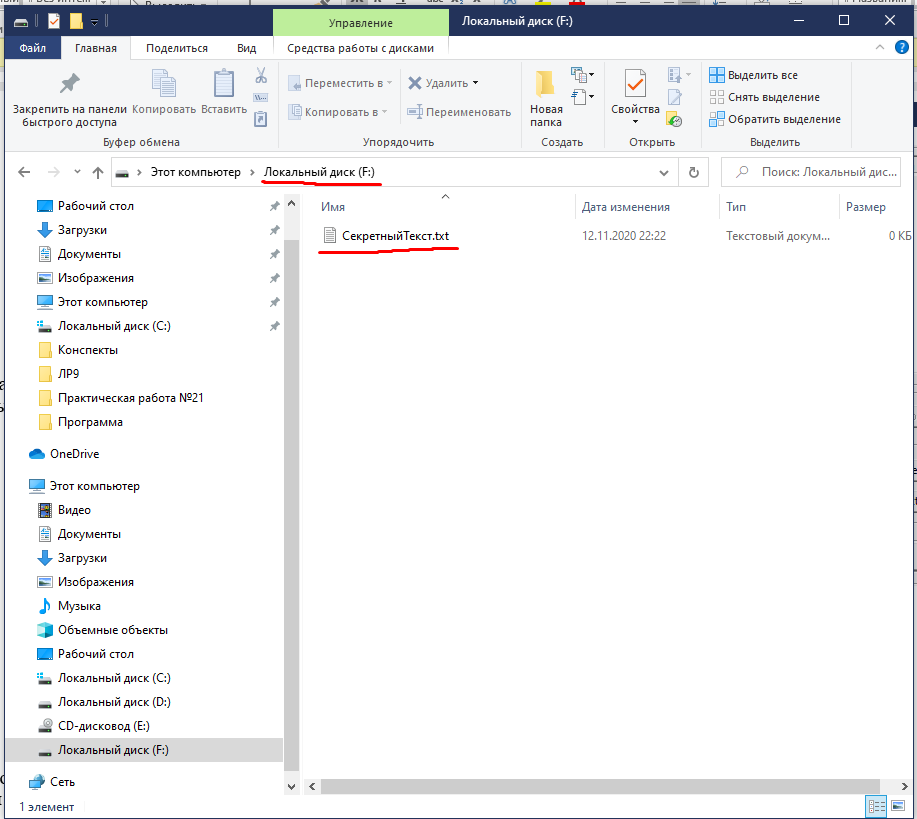 Управление
Локальный диск (F:)
Файл
Главная
Поделиться
Вид
Средства работы с дисками
Закрепить на панели
быстрого доступа
Копировать
Вставить
Буфер обмена
Переместить в
Копировать в
Удалить
Переименовать
Упорядочить
Новая
папка
Создать
Свойства
Открыть
Выделить все
Снять выделение
Обратить выделение
Выделить
Этот компьютер
Локальный диск (F:)
Поиск: Локальный диск...
Имя
Дата изменения
Тип
Размер
СекретныйТекст.txt
12.11.2020 22:22
Текстовый докум...
0 КБ
Рабочий стол
Загрузки
Документы
Изображения
Этот компьютер
Локальный диск (C:)
Конспекты
ЛР9
Практическая работа №21
Программа
OneDrive
Этот компьютер
Видео
Документы
Загрузки
Изображения
Музыка
Объемные объекты
Рабочий стол
Локальный диск (C:)
Локальный диск (D:)
CD-дисковод (E:)
Локальный диск (F:)
Сеть
1 элемент